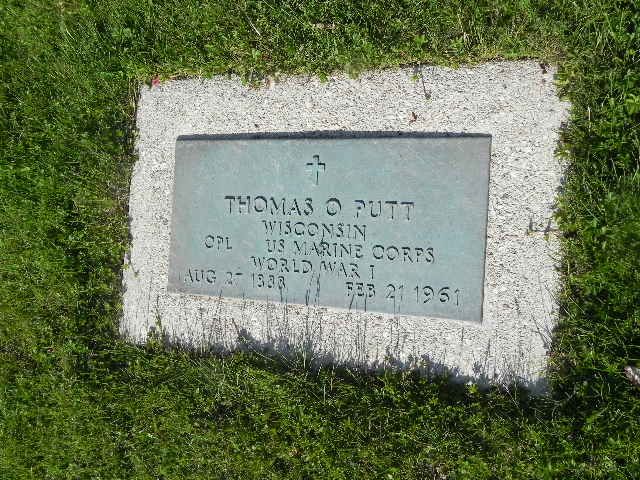 THOMAS O PUTT
WISCONSIN
CPL US MARINE CORPS
WORLD WAR I
AUG 27 1888 FEB 21 1961